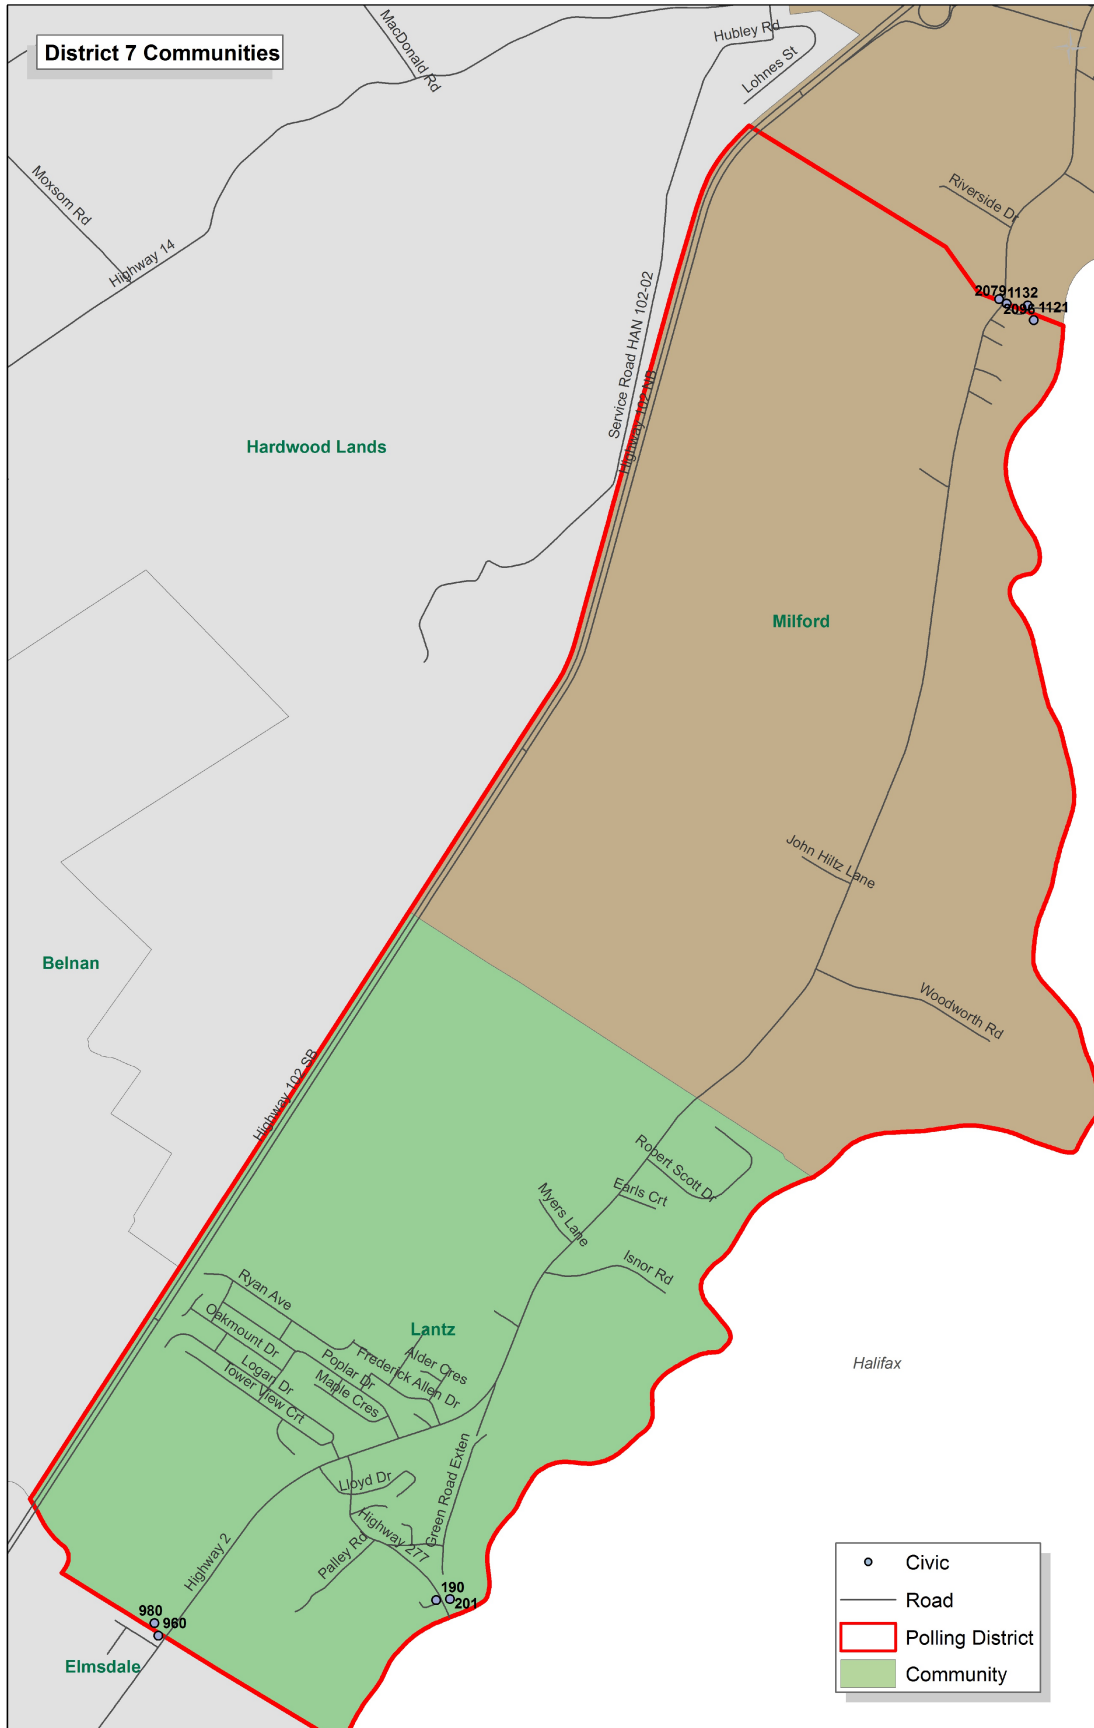 District 7 Communities
MacDonald Rd
Hubley Rd
Lohnes St
Moxsom Rd
Highway 14
Riverside Dr
2079
1132
2096
1121
Service Road HAN 102-02
Highway 102 NB
Hardwood Lands
Milford
John Hiltz Lane
Belnan
Woodworth Rd
Highway 102 SB
Robert Scott Dr
Earls Crt
Myers Lane
Isnor Rd
Ryan Ave
Oakmount Dr
Lantz
Alder Cres
Poplar Dr
Frederick Allen Dr
Logan Dr
Maple Cres
Tower View Crt
Halifax
Lloyd Dr
Green Road Exten
Highway 277
Palley Rd
Highway 2
190
201
980
960
Elmsdale
Civic
Road
Polling District
Community